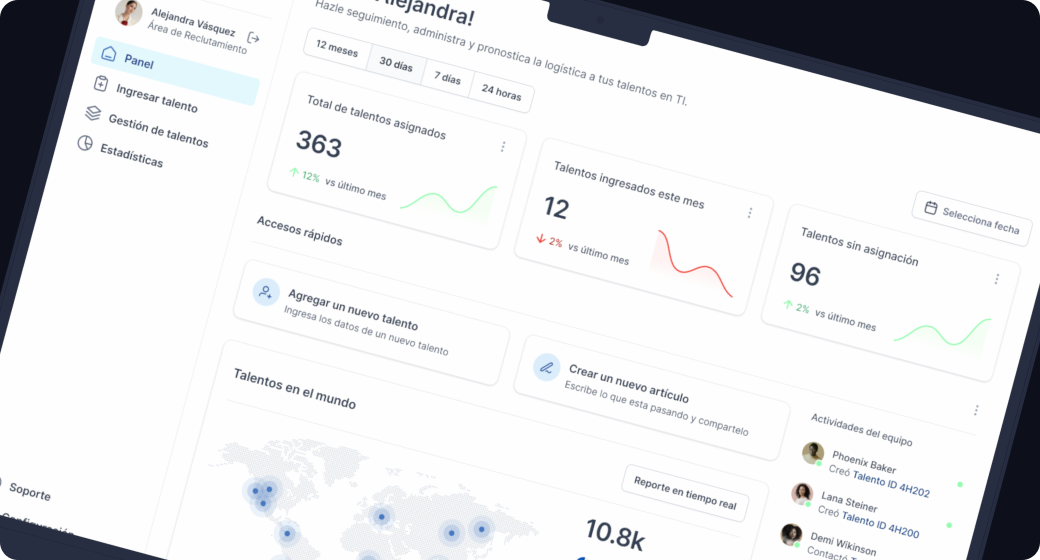 Alejandra Vásquez
Área de Reclutamiento
Panel
Ingresar talento
Gestión de talentos
Estadísticas
Soporte
Alejandra!
Hazle seguimiento, administra y pronostica la logística a tus talentos en TI.
12 meses
30 días
7 días
24 horas
Selecciona fecha
Total de talentos asignados
363
12% vs último mes
Talentos ingresados este mes
12
2% vs último mes
Talentos sin asignación
96
2% vs último mes
Accesos rápidos
Agregar un nuevo talento
Ingresa los datos de un nuevo talento
Crear un nuevo artículo
Escribe lo que esta pasando y compartelo
Talentos en el mundo
Reporte en tiempo real
10.8k
Actividades del equipo
Phoenix Baker
Creó Talento ID 4H202
Lana Steiner
Creó Talento ID 4H200
Demi Wikinson
Contactó